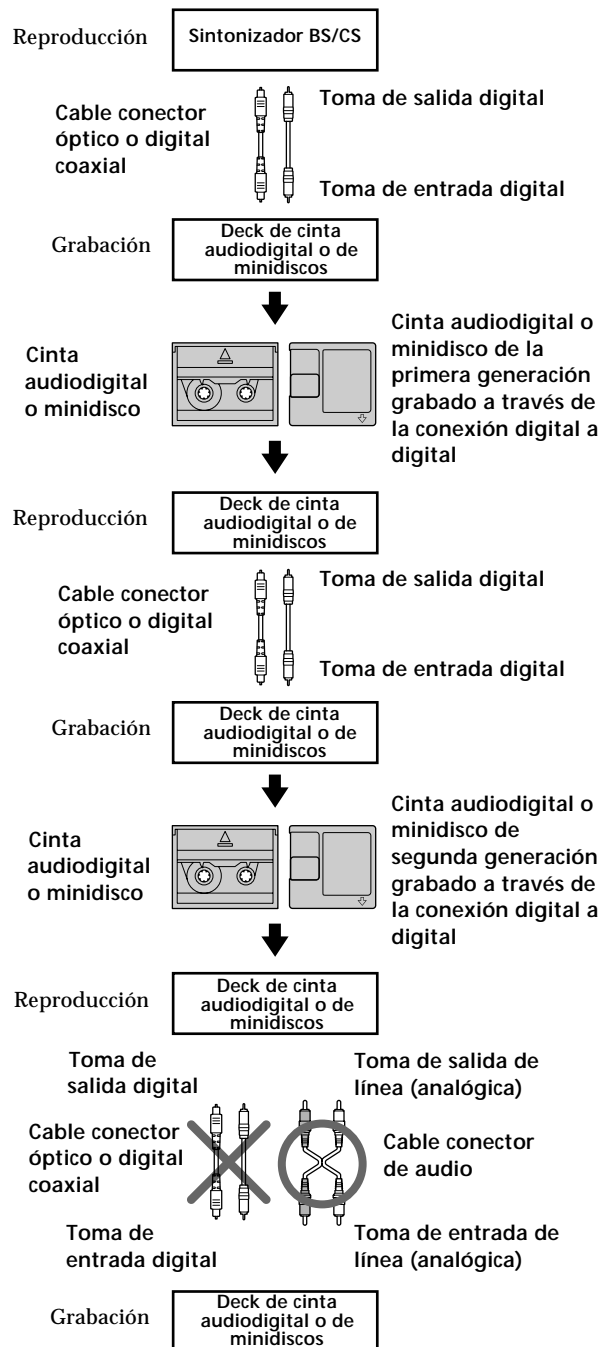 Reproducción
Sintonizador BS/CS
Cable conector
óptico o digital
coaxial
Toma de salida digital
Toma de entrada digital
Grabación
Deck de cinta
audiodigital o de
minidiscos
Cinta
audiodigital
o minidisco
Cinta audiodigital o
minidisco de la
primera generación
grabado a través de
la conexión digital a
digital
Reproducción
Deck de cinta
audiodigital o de
minidiscos
Cable conector
óptico o digital
coaxial
Toma de salida digital
Toma de entrada digital
Grabación
Deck de cinta
audiodigital o de
minidiscos
Cinta
audiodigital
o minidisco
Cinta audiodigital o
minidisco de
segunda generación
grabado a través de
la conexión digital a
digital
Reproducción
Deck de cinta
audiodigital o de
minidiscos
Toma de
salida digital
Toma de salida de
línea (analógica)
Cable conector
óptico o digital
coaxial
Cable conector
de audio
Toma de
entrada digital
Toma de entrada de
línea (analógica)
Grabación
Deck de cinta
audiodigital o de
minidiscos